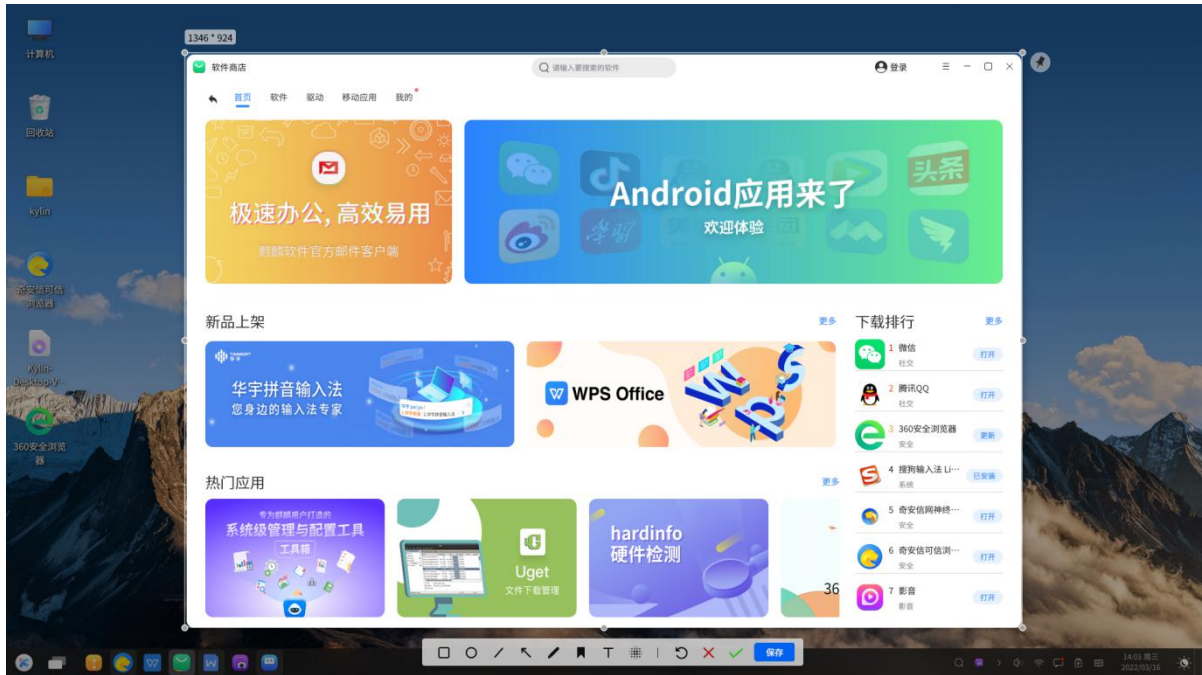 计算机
回收站
kylin
奇安信可信
浏览器
Kylin-
Desktop-V···
360安全浏览
器
1346 * 924
软件商店
请输入要搜索的软件
登录
首页 软件 驱动 移动应用 我的
极速办公, 高效易用
麒麟软件官方邮件客户端
头条
学习
Android应用来了
欢迎体验
新品上架
更多
华宇拼音输入法
您身边的输入法专家
WPS Office
热门应用
更多
专为麒麟用户打造的
系统级管理与配置工具
工具箱
Uget
文件下载管理
hardinfo
硬件检测
36
下载排行
更多
1 微信
社交
打开
2 腾讯QQ
社交
打开
3 360安全浏览器
安全
更新
4 搜狗输入法 Li···
系统
已安装
5 奇安信网神终···
安全
打开
6 奇安信可信浏···
安全
打开
7 影音
影音
打开
保存
14:01 周三
2022/03/16